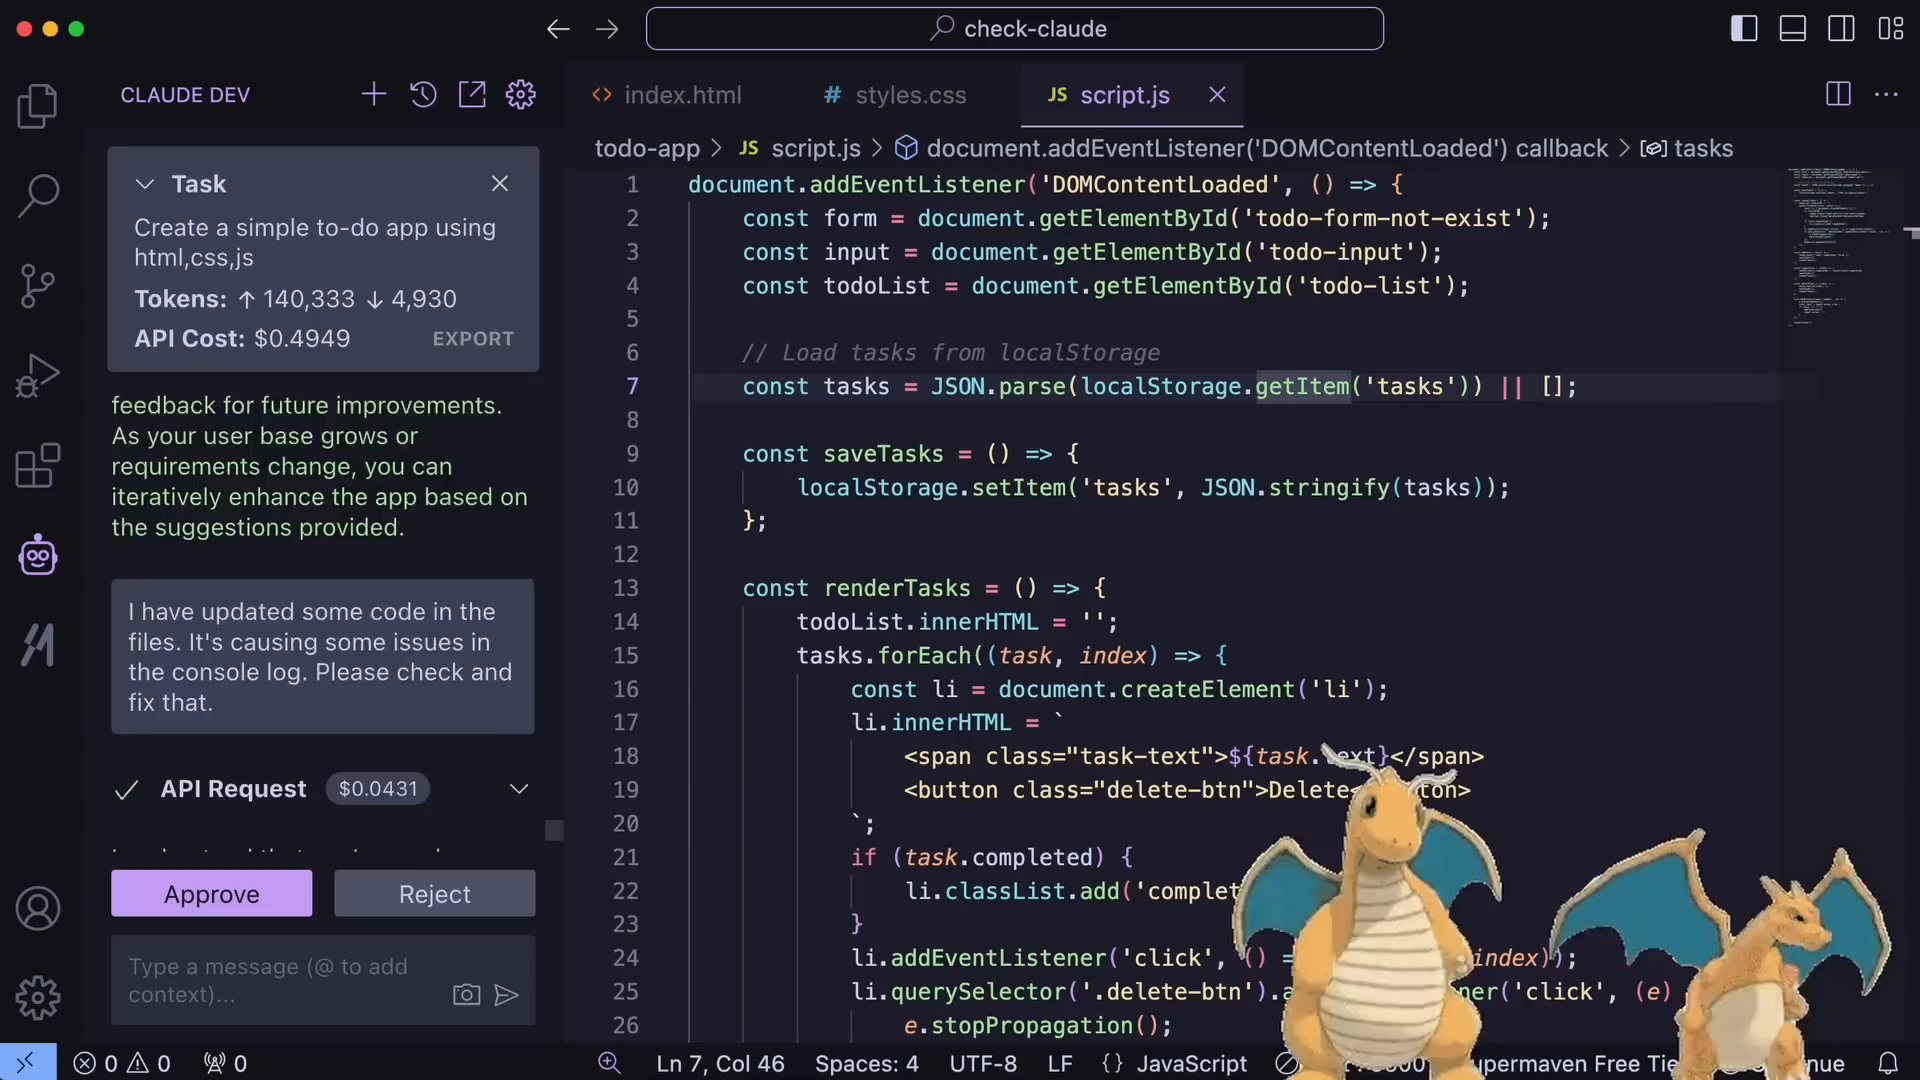 check-claude
CLAUDE DEV
Task
Create a simple to-do app using
html,css,js
Tokens: ↑ 140,333 ↓ 4,930
API Cost: $0.4949 EXPORT
feedback for future improvements.
As your user base grows or
requirements change, you can
iteratively enhance the app based on
the suggestions provided.
I have updated some code in the
files. It's causing some issues in
the console log. Please check and
fix that.
API Request $0.0431
Approve Reject
Type a message (@ to add
context)...
<> index.html # styles.css JS script.js
todo-app > JS script.js > document.addEventListener('DOMContentLoaded') callback > tasks
1 document.addEventListener('DOMContentLoaded', () => {
2 const form = document.getElementById('todo-form-not-exist');
3 const input = document.getElementById('todo-input');
4 const todoList = document.getElementById('todo-list');
5
6 // Load tasks from localStorage
7 const tasks = JSON.parse(localStorage.getItem('tasks')) || [];
8
9 const saveTasks = () => {
10 localStorage.setItem('tasks', JSON.stringify(tasks));
11 };
12
13 const renderTasks = () => {
14 todoList.innerHTML = '';
15 tasks.forEach((task, index) => {
16 const li = document.createElement('li');
17 li.innerHTML = `
18 <span class="task-text">${task.text}</span>
19 <button class="delete-btn">Delete
20 `;
21 if (task.completed) {
22 li.classList.add('complet
23 }
24 li.addEventListener('click', () = index));
25 li.querySelector('.delete-btn').a ner('click', (e)
26 e.stopPropagation();
0 0 0
Ln 7, Col 46 Spaces: 4 UTF-8 LF {} JavaScript upermaven Free Tie